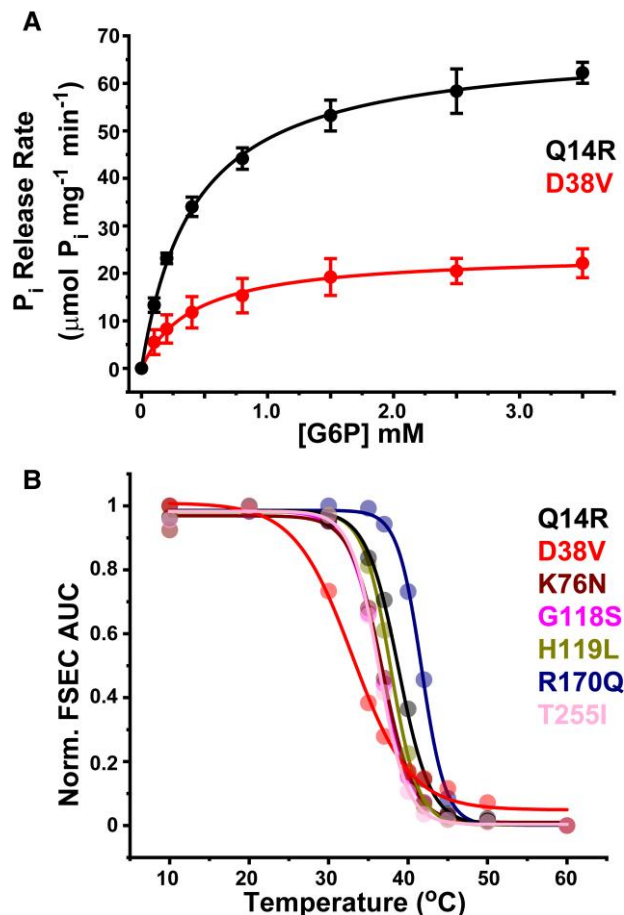 A
P_i Release Rate
(μmol P_i mg⁻¹ min⁻¹)
70
60
50
40
30
20
10
0
Q14R
D38V
0 1.0 2.0 3.0
[G6P] mM
B
Norm. FSEC AUC
1
0.8
0.6
0.4
0.2
0
Q14R
D38V
K76N
G118S
H119L
R170Q
T255I
10 20 30 40 50 60
Temperature (°C)